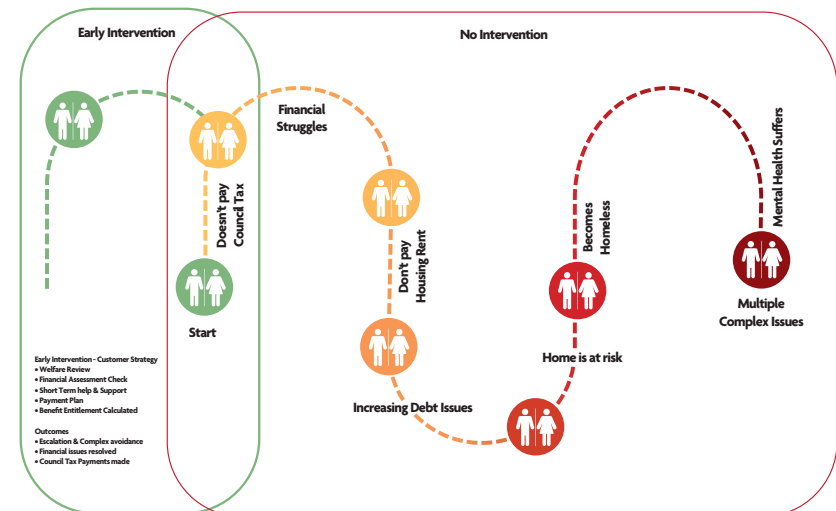 Early Intervention
No Intervention
Financial
Struggles
Doesn't pay
Council Tax
Start
Don't pay
Housing Rent
Increasing Debt Issues
Home is at risk
Becomes
Homeless
Mental Health Suffers
Multiple
Complex Issues
Early Intervention - Customer Strategy
• Welfare Review
• Financial Assessment Check
• Short Term help & Support
• Payment Plan
• Benefit Entitlement Calculated
Outcomes
• Escalation & Complex avoidance
• Financial issues resolved
• Council Tax Payments made